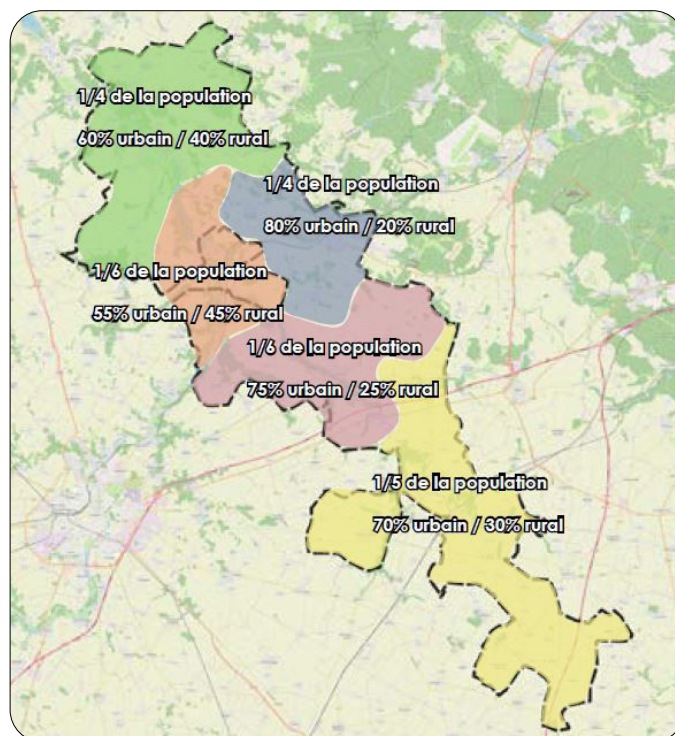 1/4 de la population
60% urbain / 40% rural
1/4 de la population
80% urbain / 20% rural
1/6 de la population
55% urbain / 45% rural
1/6 de la population
75% urbain / 25% rural
1/5 de la population
70% urbain / 30% rural